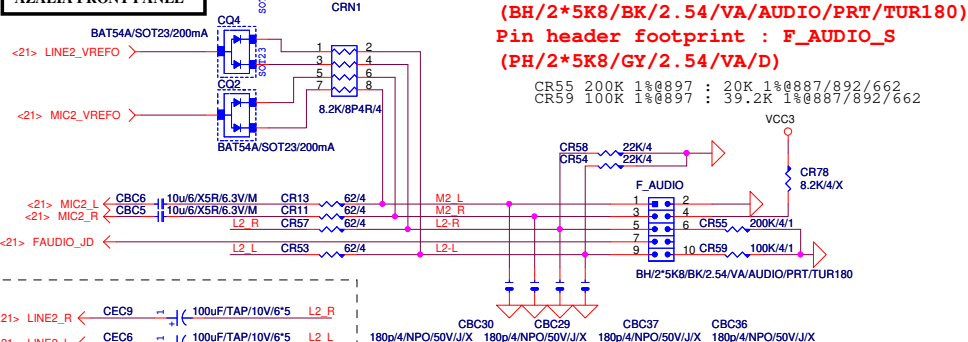 AZALIA FRONT PANEL
CRN1
(BH/2*5K8/BK/2.54/VA/AUDIO/PRT/TUR180)
Pin header footprint : F_AUDIO_S
(PH/2*5K8/GY/2.54/VA/D)
CR55 200K 1%@897 : 20K 1%@887/892/662
CR59 100K 1%@897 : 39.2K 1%@887/892/662
CQ4
BAT54A/SOT23/200mA
<21> LINE2_VREFO
SOT23
1 2
3 4
5 6
7 8
CQ2
8.2K/8P4R/4
<21> MIC2_VREFO
BAT54A/SOT23/200mA
VCC3
CR58 22K/4
CR54 22K/4
CR78
8.2K/4/X
F_AUDIO
<21> MIC2_L CBC6 10u/6/X5R/6.3V/M CR13 62/4 M2_L 1 2
<21> MIC2_R CBC5 10u/6/X5R/6.3V/M CR11 62/4 M2_R 3 4
L2_R CR57 62/4 L2-R 5 6 CR55 200K/4/1
<21> FAUDIO_JD 7
L2_L CR53 62/4 L2-L 9 10 CR59 100K/4/1
BH/2*5K8/BK/2.54/VA/AUDIO/PRT/TUR180
21> LINE2_R CEC9 1 + 100uF/TAP/10V/6*5 L2_R
CBC30 CBC29 CBC37 CBC36
180p/4/NPO/50V/J/X 180p/4/NPO/50V/J/X 180p/4/NPO/50V/J/X 180p/4/NPO/50V/J/X
21> LINE2_L CEC6 1 100uF/TAP/10V/6*5 L2_L